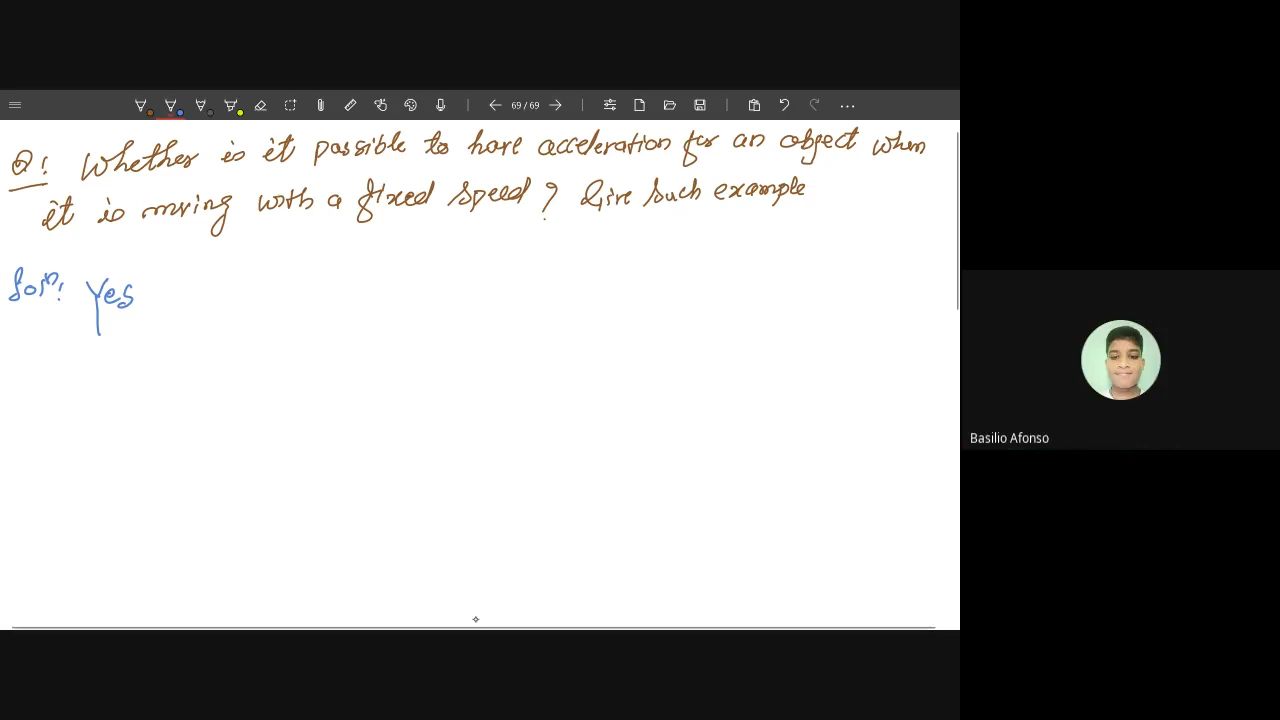 69 / 69
Q! Whether is it possible to have acceleration for an object when
it is moving with a fixed speed? Give such example
Soln! Yes
Basilio Afonso